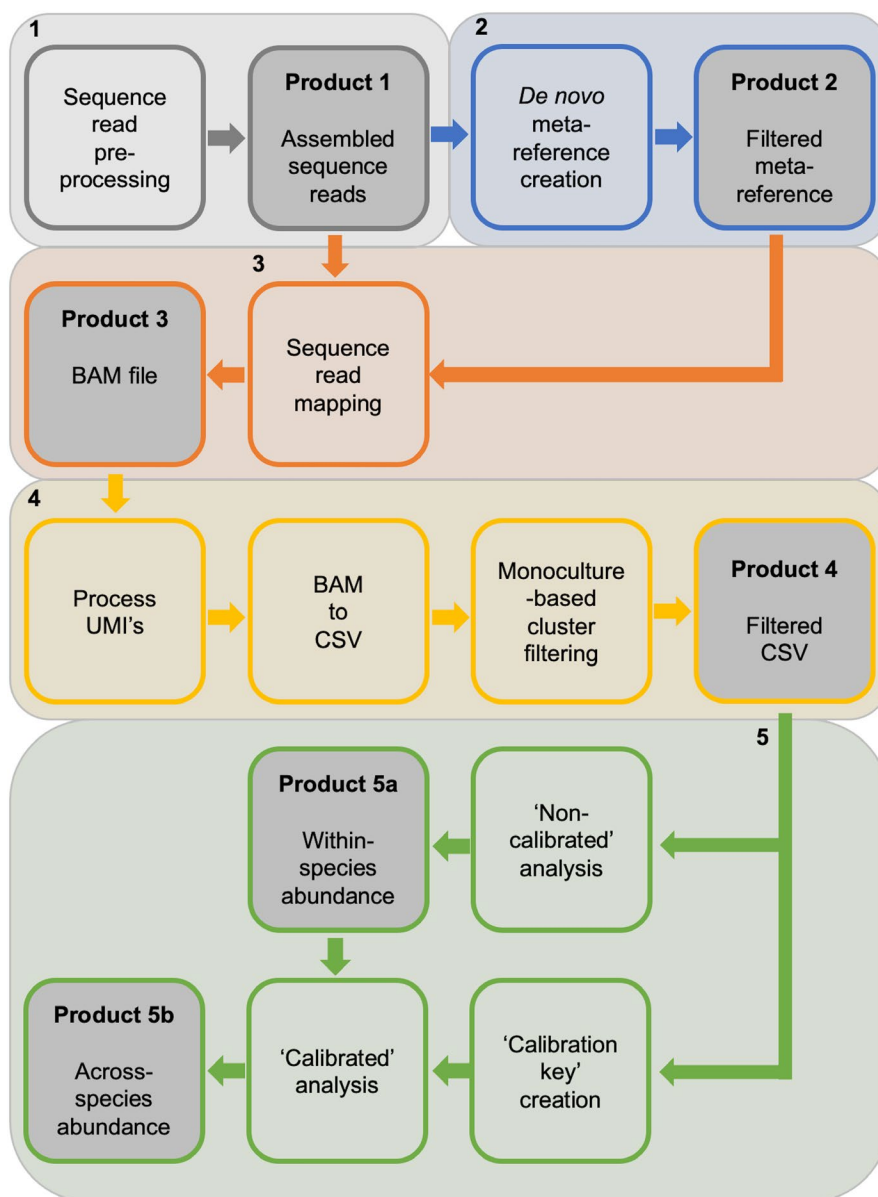 1
Sequence
read
pre-
processing
Product 1
Assembled
sequence
reads
2
De novo
meta-
reference
creation
Product 2
Filtered
meta-
reference
3
Product 3
BAM file
Sequence
read
mapping
4
Process
UMI's
BAM
to
CSV
Monoculture
-based
cluster
filtering
Product 4
Filtered
CSV
5
Product 5a
Within-
species
abundance
‘Non-
calibrated’
analysis
Product 5b
Across-
species
abundance
‘Calibrated’
analysis
‘Calibration
key’
creation